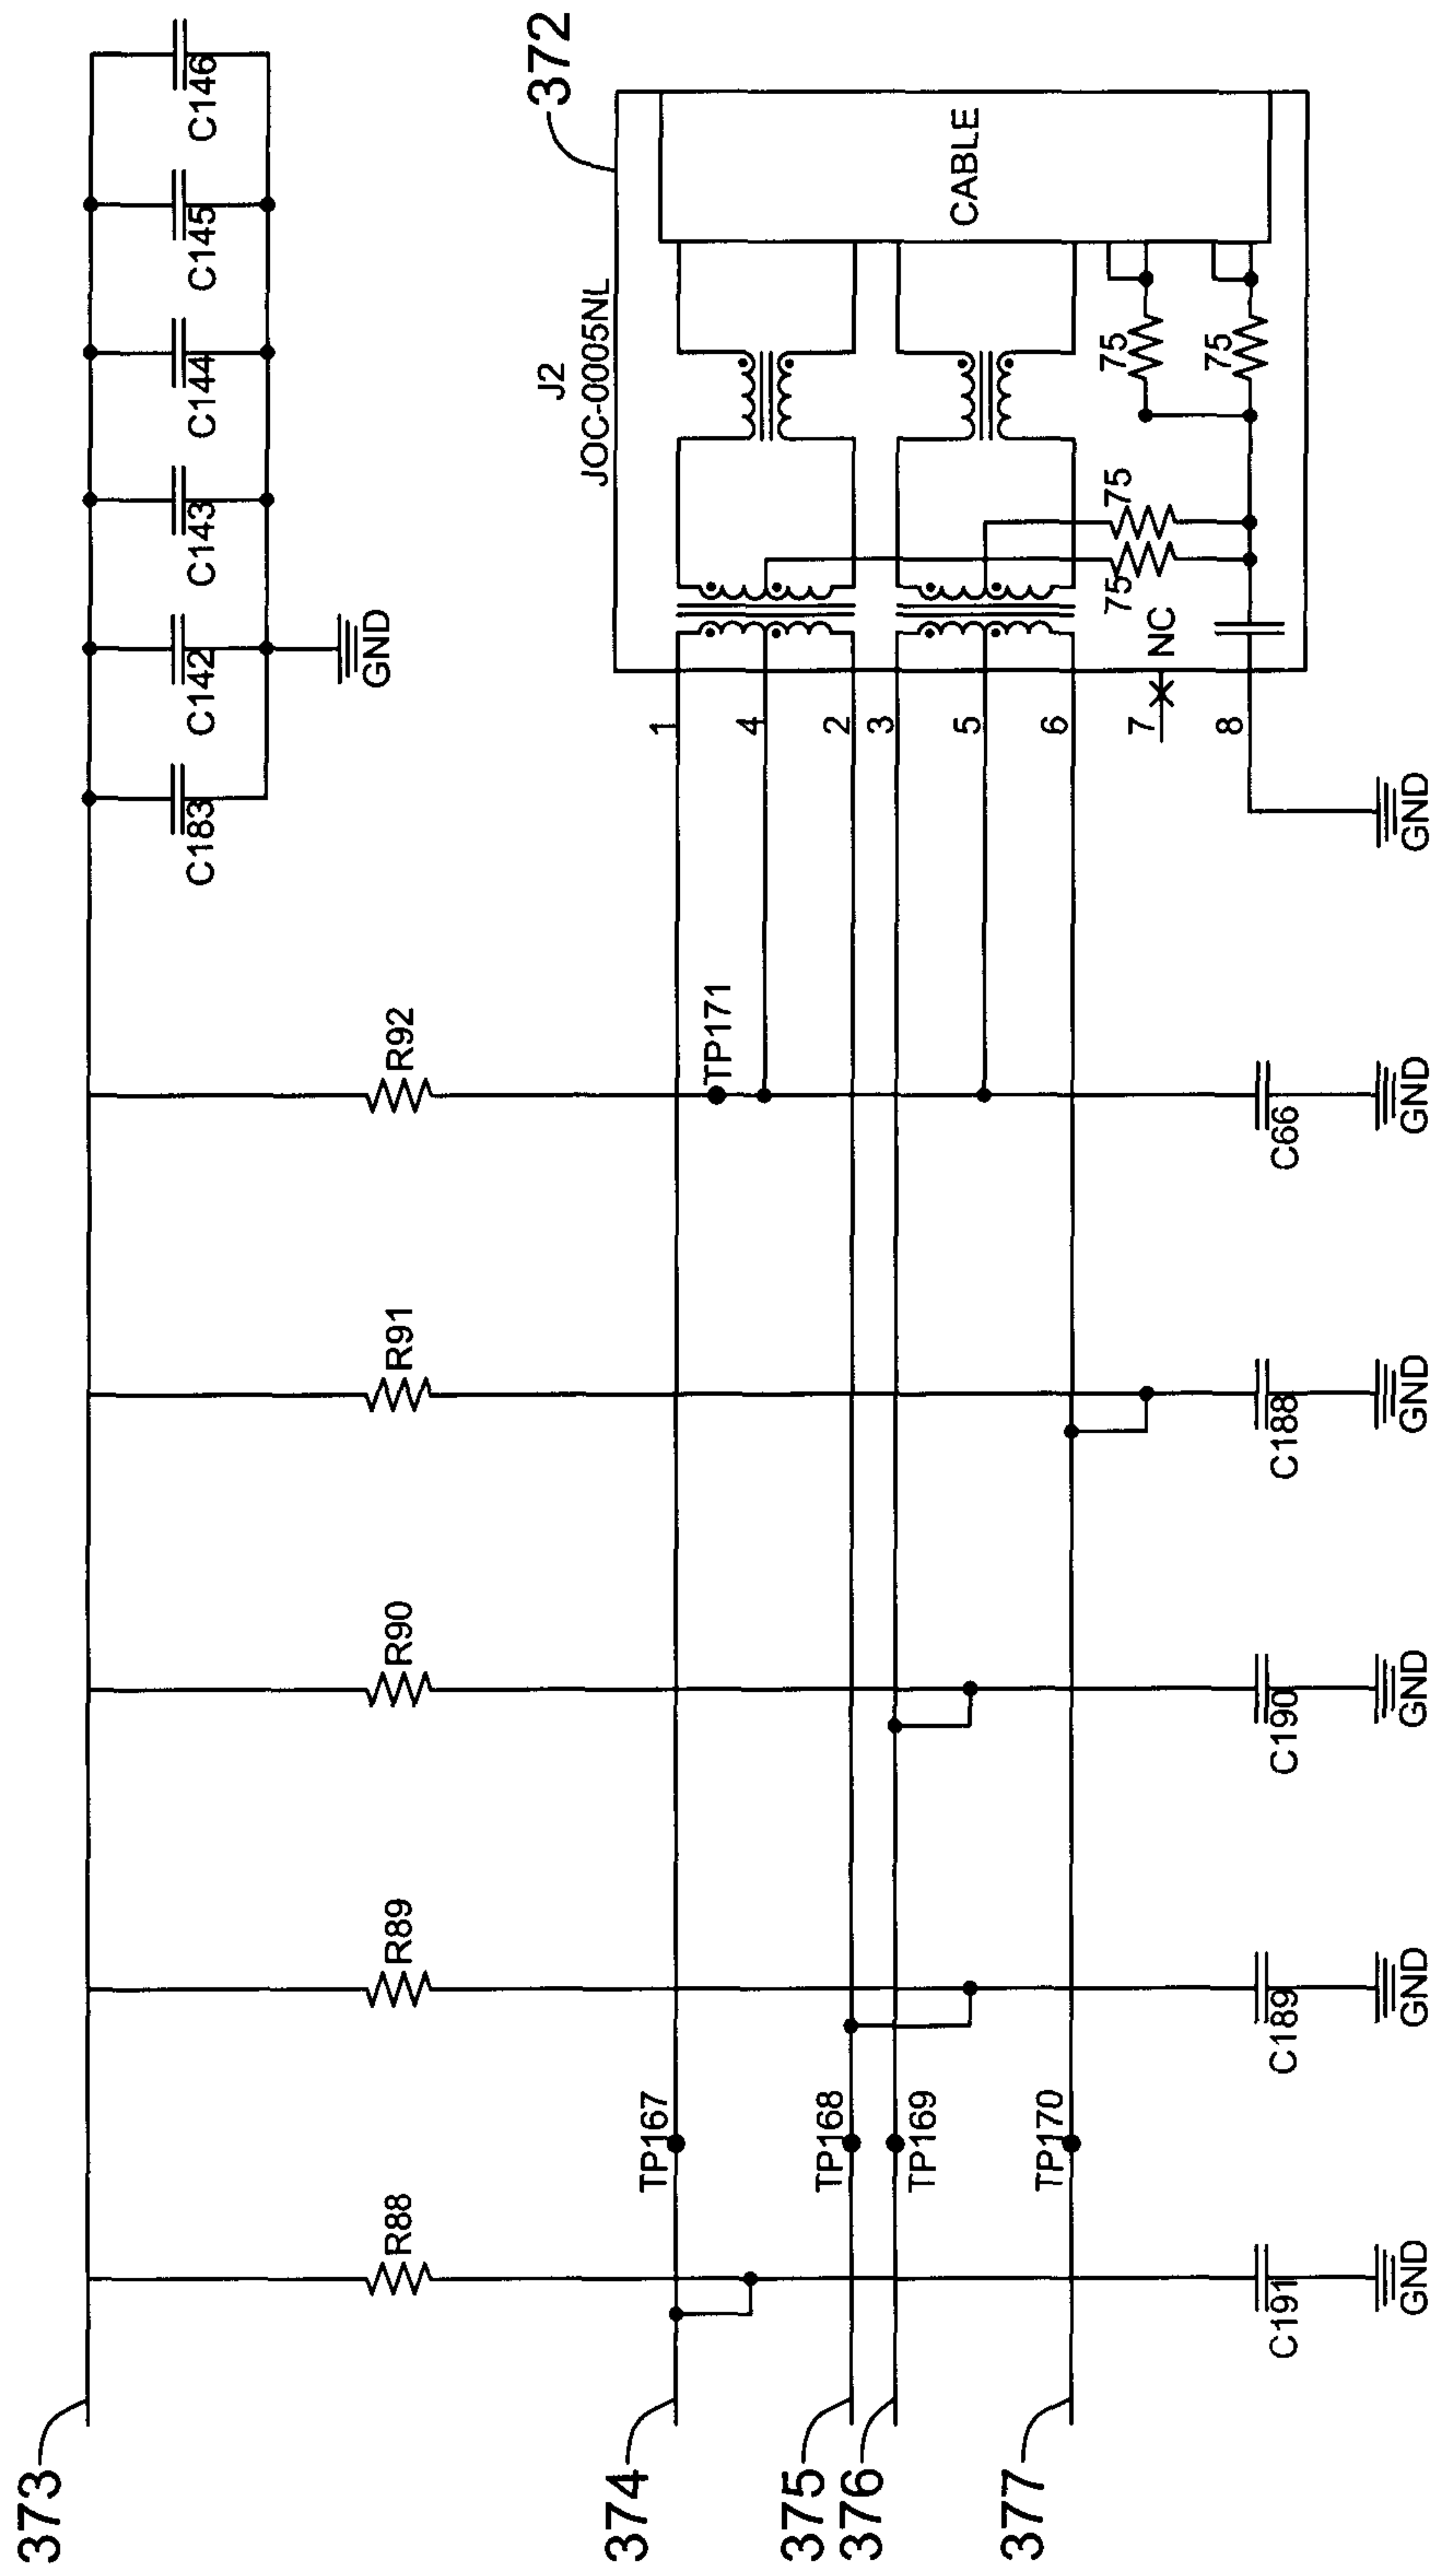 373
374
375
376
377
R88
R89
R90
R91
R92
C183
C142
C143
C144
C145
C146
GND
372
J2
JOC-0005NL
CABLE
75
75
75
75
NC
1
4
2
3
5
6
7
8
GND
TP167
TP168
TP169
TP170
TP171
C191
C189
C190
C188
C66
GND
GND
GND
GND
GND